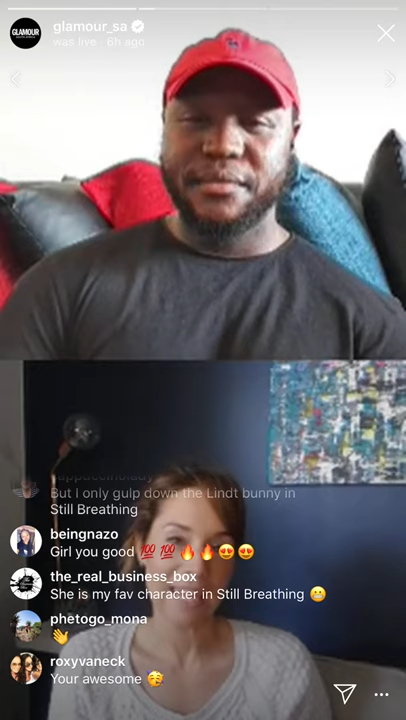 GLAMOUR
glamour_sa
was live · 6h ago
But I only gulp down the Lindt bunny in
Still Breathing
beingnazo
Girl you good 💯💯🔥🔥😍😍
the_real_business_box
She is my fav character in Still Breathing 😬
phetogo_mona
👋
roxyvaneck
Your awesome 🥳